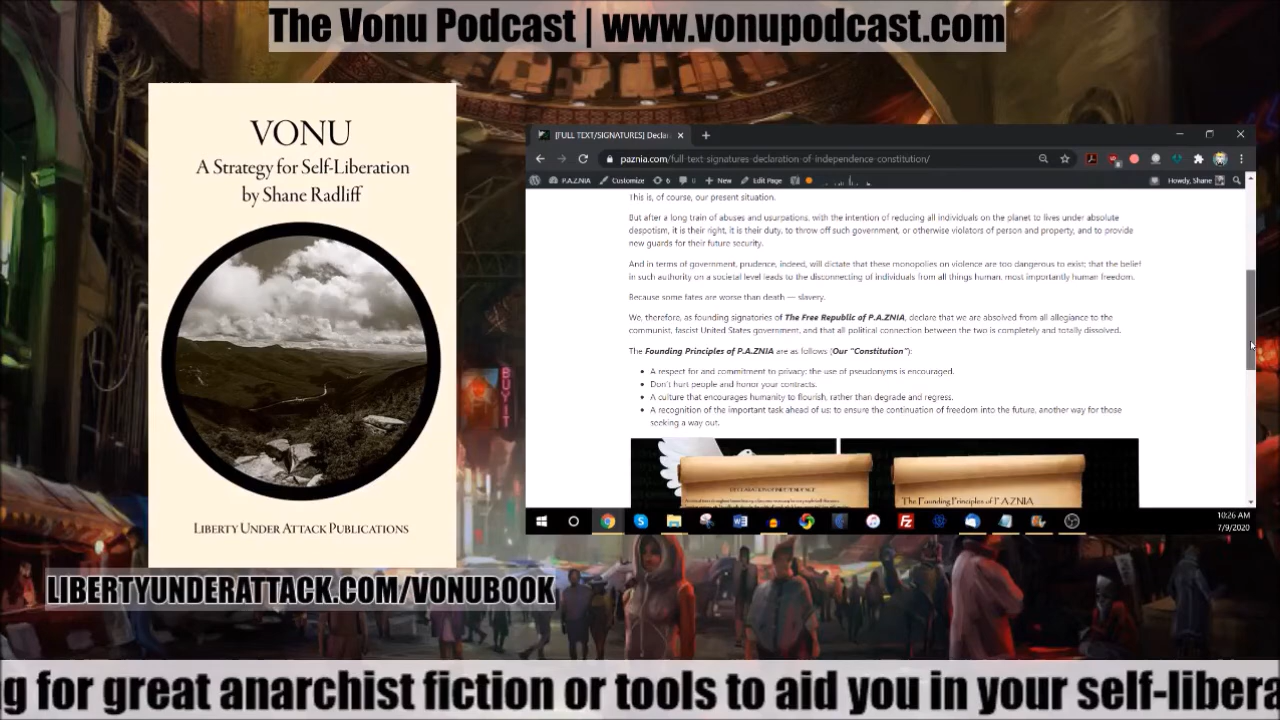 The Vonu Podcast | www.vonupodcast.com
VONU
A Strategy for Self-Liberation
by Shane Radliff
LIBERTY UNDER ATTACK PUBLICATIONS
LIBERTYUNDERATTACK.COM/VONUBOOK
[FULL TEXT/SIGNATURES] Declar
paznia.com/full-text-signatures-declaration-of-independence-constitution/
P.A.ZNIA Customize 6 0 New Edit Page Howdy, Shane
This is, of course, our present situation.
But after a long train of abuses and usurpations, with the intention of reducing all individuals on the planet to lives under absolute
despotism, it is their right, it is their duty, to throw off such government, or otherwise violators of person and property, and to provide
new guards for their future security.
And in terms of government, prudence, indeed, will dictate that these monopolies on violence are too dangerous to exist; that the belief
in such authority on a societal level leads to the disconnecting of individuals from all things human, most importantly human freedom.
Because some fates are worse than death — slavery.
We, therefore, as founding signatories of The Free Republic of P.A.ZNIA, declare that we are absolved from all allegiance to the
communist, fascist United States government, and that all political connection between the two is completely and totally dissolved.
The Founding Principles of P.A.ZNIA are as follows (Our "Constitution"):
A respect for and commitment to privacy; the use of pseudonyms is encouraged.
Don't hurt people and honor your contracts.
A culture that encourages humanity to flourish, rather than degrade and regress.
A recognition of the important task ahead of us: to ensure the continuation of freedom into the future, another way for those
seeking a way out.
DECLARATION OF INDEPENDENCE
The Founding Principles of P.A.ZNIA
10:26 AM
7/9/2020
BUY IT
g for great anarchist fiction or tools to aid you in your self-libera